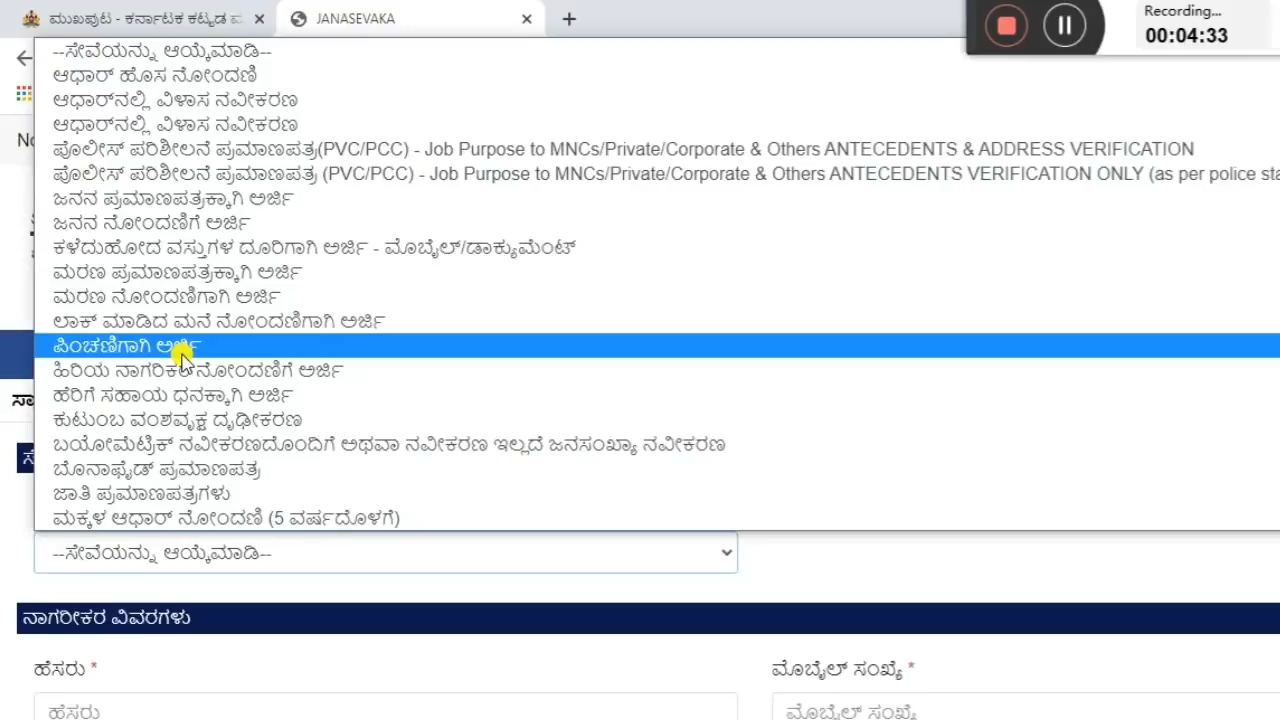 ಮುಖಪುಟ - ಕರ್ನಾಟಕ ಕಟ್ಟಡ
JANASEVAKA
Recording...
00:04:33
--ಸೇವೆಯನ್ನು ಆಯ್ಕೆಮಾಡಿ--
ಆಧಾರ್ ಹೊಸ ನೋಂದಣಿ
ಆಧಾರ್‌ನಲ್ಲಿ ವಿಳಾಸ ನವೀಕರಣ
ಆಧಾರ್‌ನಲ್ಲಿ ವಿಳಾಸ ನವೀಕರಣ
ಪೊಲೀಸ್ ಪರಿಶೀಲನೆ ಪ್ರಮಾಣಪತ್ರ(PVC/PCC) - Job Purpose to MNCs/Private/Corporate & Others ANTECEDENTS & ADDRESS VERIFICATION
ಪೊಲೀಸ್ ಪರಿಶೀಲನೆ ಪ್ರಮಾಣಪತ್ರ (PVC/PCC) - Job Purpose to MNCs/Private/Corporate & Others ANTECEDENTS VERIFICATION ONLY (as per police
ಜನನ ಪ್ರಮಾಣಪತ್ರಕ್ಕಾಗಿ ಅರ್ಜಿ
ಜನನ ನೋಂದಣಿಗೆ ಅರ್ಜಿ
ಕಳೆದುಹೋದ ವಸ್ತುಗಳ ದೂರಿಗಾಗಿ ಅರ್ಜಿ - ಮೊಬೈಲ್/ಡಾಕ್ಯುಮೆಂಟ್
ಮರಣ ಪ್ರಮಾಣಪತ್ರಕ್ಕಾಗಿ ಅರ್ಜಿ
ಮರಣ ನೋಂದಣಿಗಾಗಿ ಅರ್ಜಿ
ಲಾಕ್ ಮಾಡಿದ ಮನೆ ನೋಂದಣಿಗಾಗಿ ಅರ್ಜಿ
ಪಿಂಚಣಿಗಾಗಿ ಅರ್ಜಿ
ಹಿರಿಯ ನಾಗರಿಕರ ನೋಂದಣಿಗೆ ಅರ್ಜಿ
ಹೆರಿಗೆ ಸಹಾಯ ಧನಕ್ಕಾಗಿ ಅರ್ಜಿ
ಕುಟುಂಬ ವಂಶವೃಕ್ಷ ದೃಢೀಕರಣ
ಬಯೋಮೆಟ್ರಿಕ್ ನವೀಕರಣದೊಂದಿಗೆ ಅಥವಾ ನವೀಕರಣ ಇಲ್ಲದೆ ಜನಸಂಖ್ಯಾ ನವೀಕರಣ
ಬೊನಾಫೈಡ್ ಪ್ರಮಾಣಪತ್ರ
ಜಾತಿ ಪ್ರಮಾಣಪತ್ರಗಳು
ಮಕ್ಕಳ ಆಧಾರ್ ನೋಂದಣಿ (5 ವರ್ಷದೊಳಗೆ)
--ಸೇವೆಯನ್ನು ಆಯ್ಕೆಮಾಡಿ--
ನಾಗರೀಕರ ವಿವರಗಳು
ಹೆಸರು *
ಮೊಬೈಲ್ ಸಂಖ್ಯೆ *
ಹೆಸರು
ಮೊಬೈಲ್ ಸಂಖ್ಯೆ